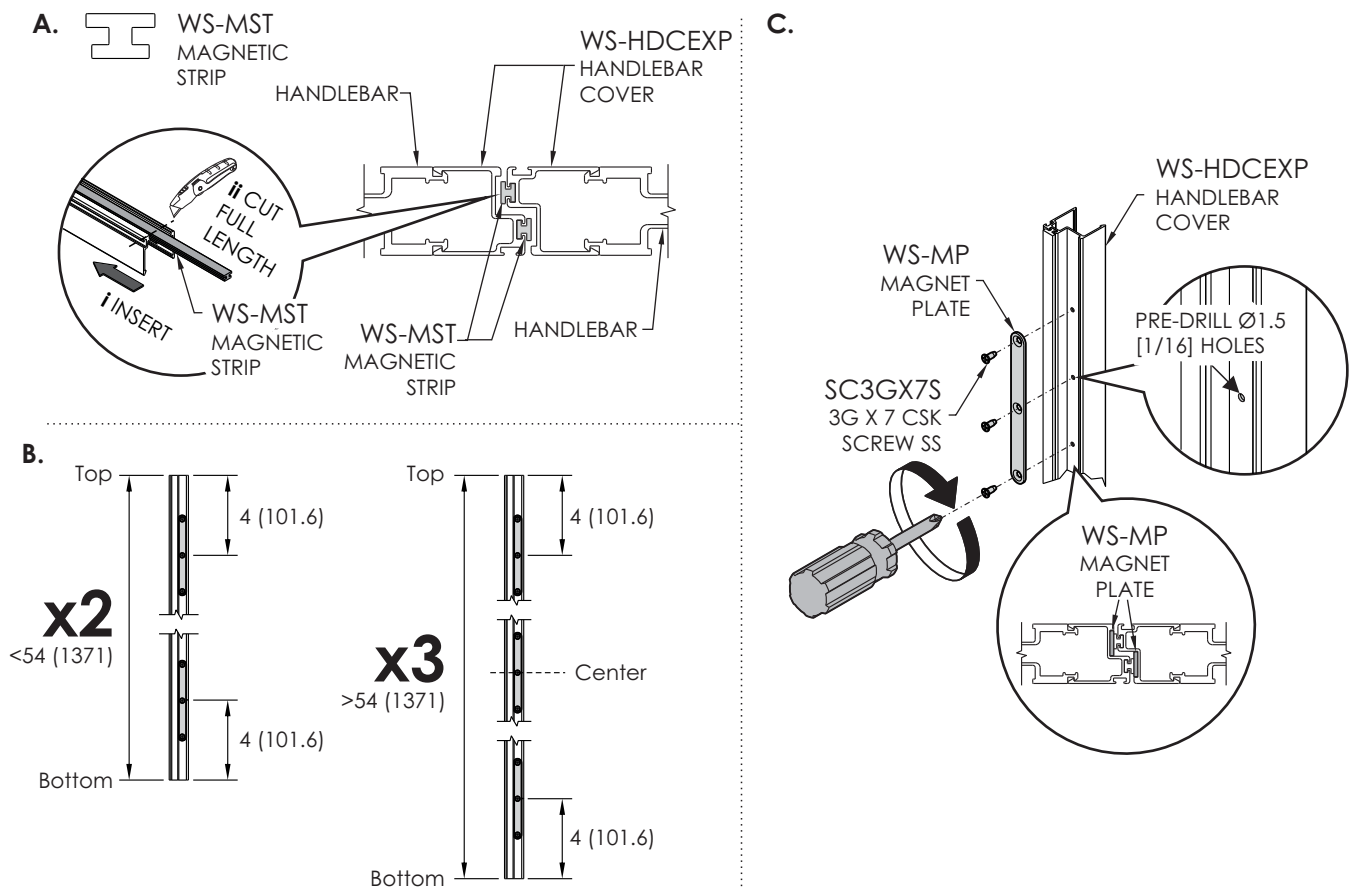 A.
WS-MST
MAGNETIC
STRIP
HANDLEBAR
WS-HDCEXP
HANDLEBAR
COVER
ii CUT
FULL
LENGTH
i INSERT
WS-MST
MAGNETIC
STRIP
WS-MST
MAGNETIC
STRIP
HANDLEBAR
B.
Top
4 (101.6)
x2
<54 (1371)
4 (101.6)
Bottom
Top
4 (101.6)
x3
>54 (1371)
Center
4 (101.6)
Bottom
C.
WS-HDCEXP
HANDLEBAR
COVER
WS-MP
MAGNET
PLATE
PRE-DRILL Ø1.5
[1/16] HOLES
SC3GX7S
3G X 7 CSK
SCREW SS
WS-MP
MAGNET
PLATE